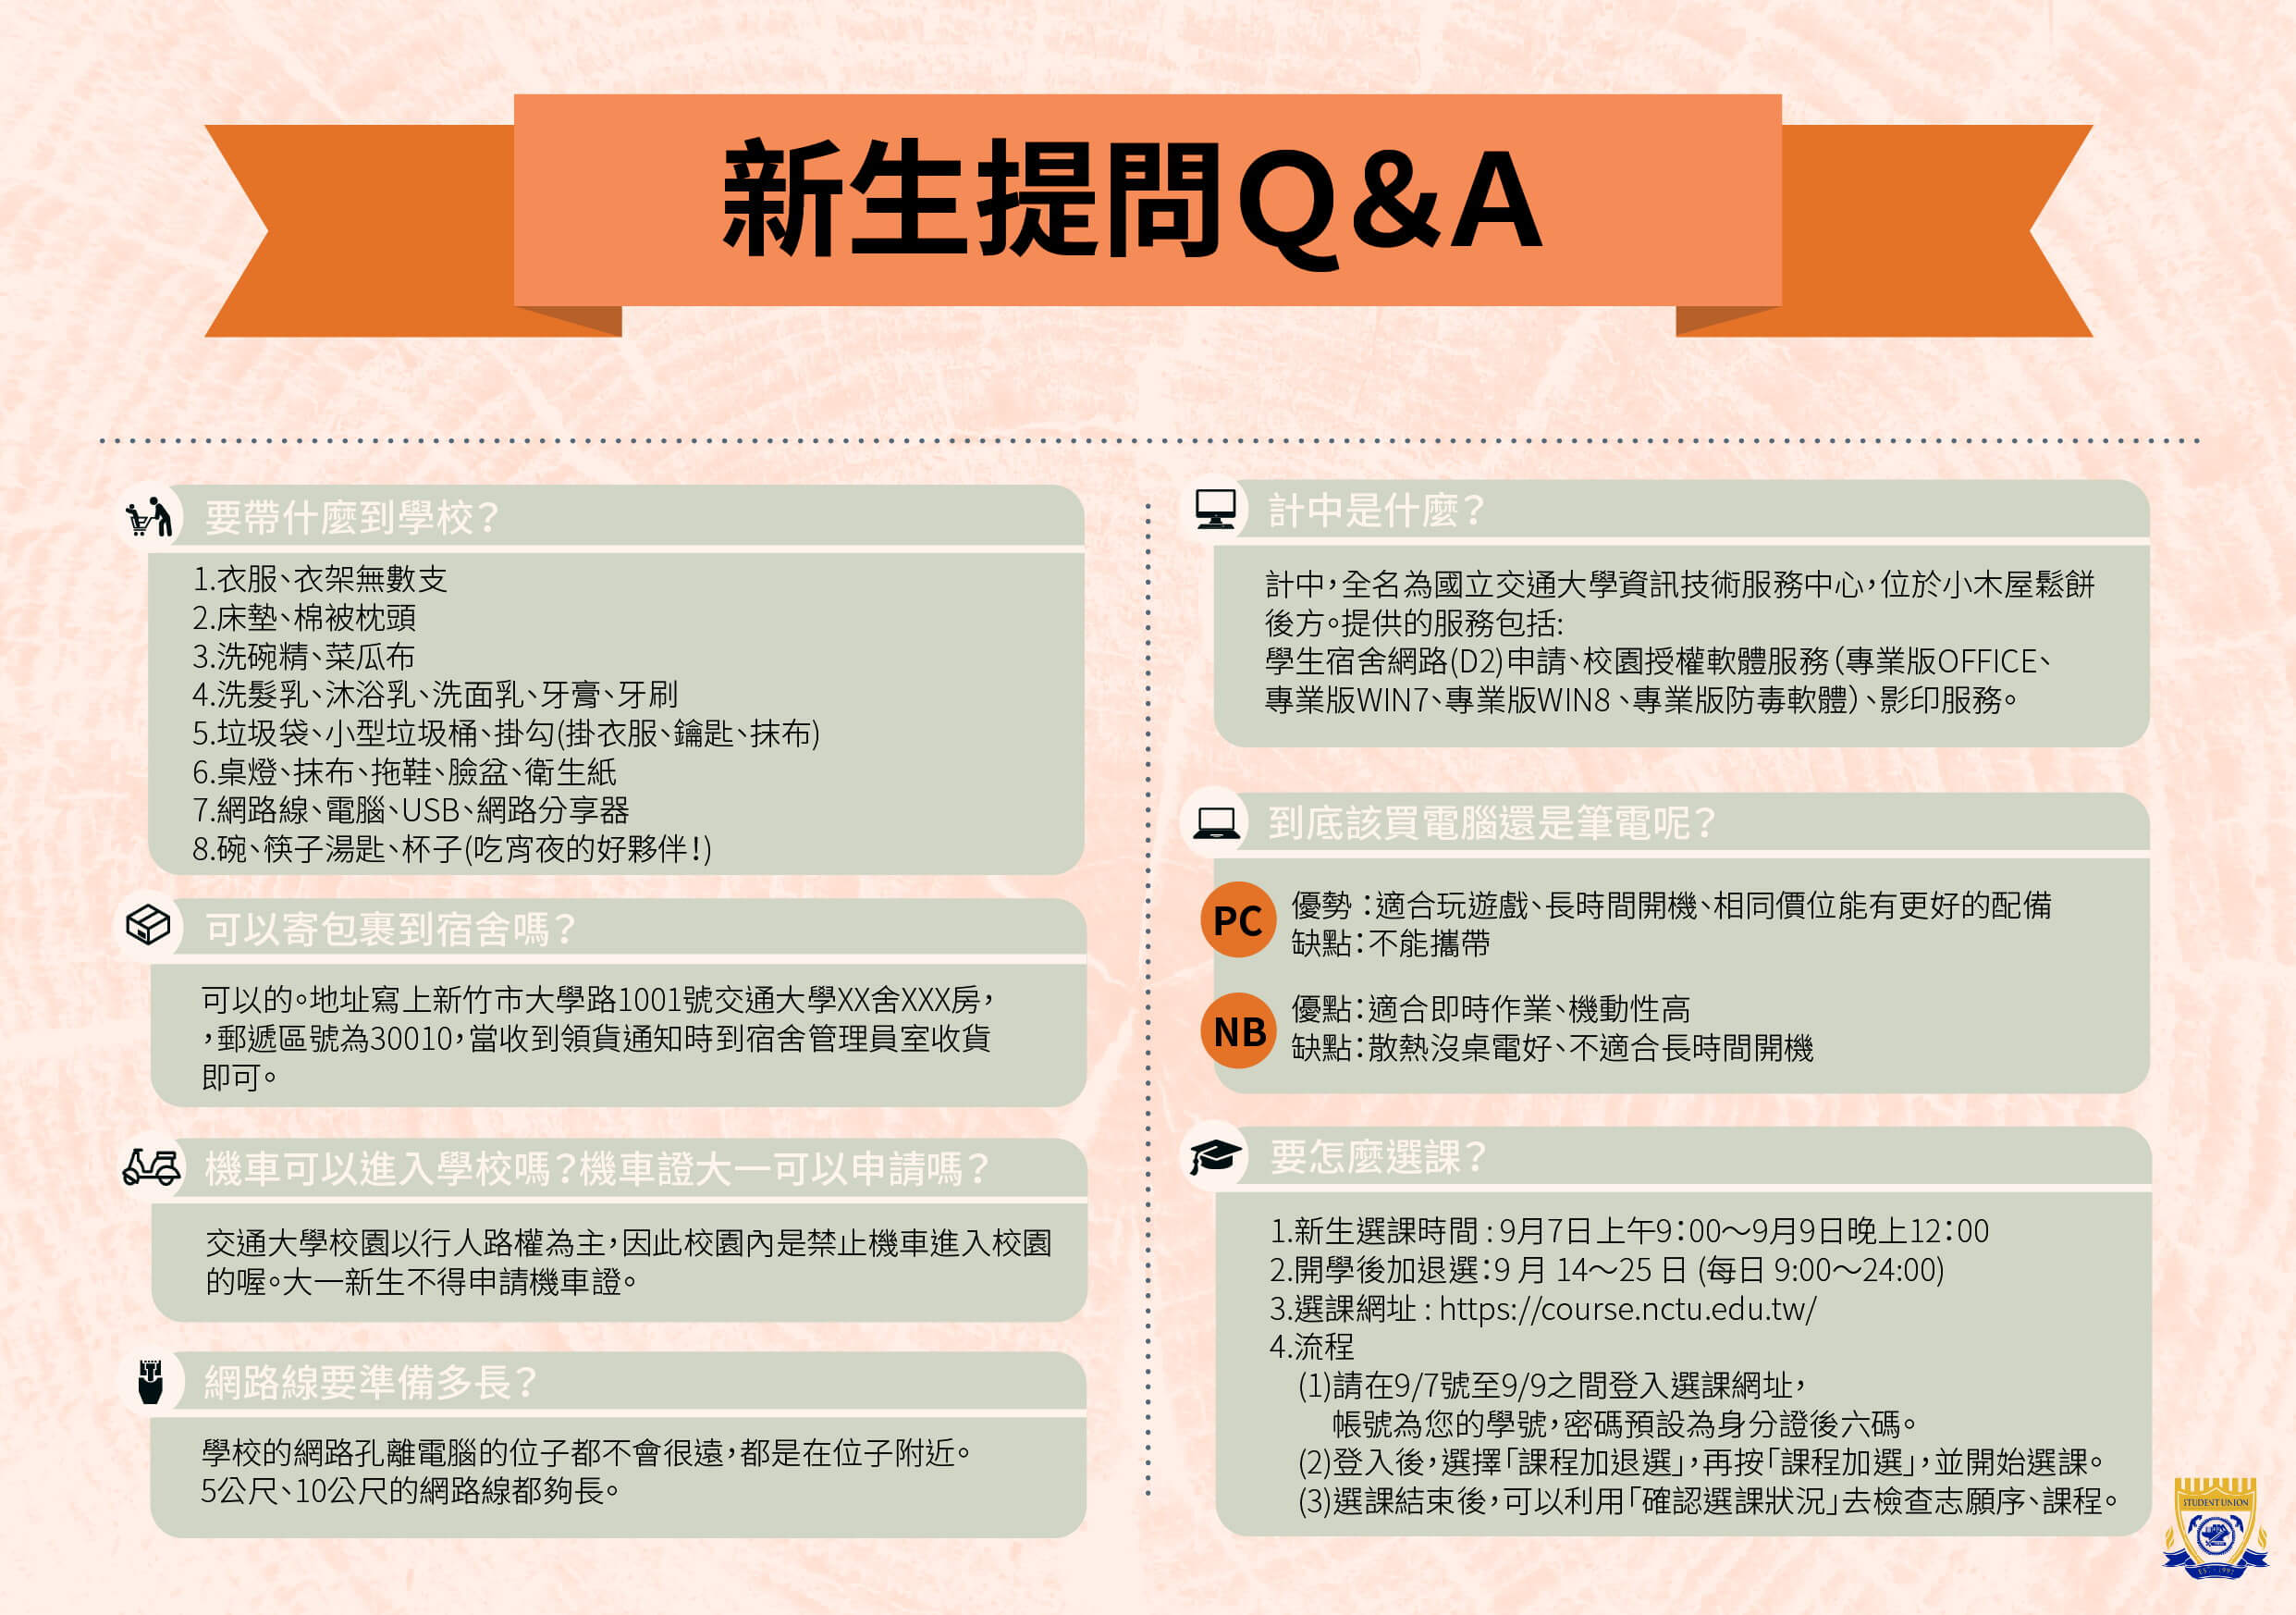 新生提問Q&A
要帶什麼到學校？
1.衣服、衣架無數支
2.床墊、棉被枕頭
3.洗碗精、菜瓜布
4.洗髮乳、沐浴乳、洗面乳、牙膏、牙刷
5.垃圾袋、小型垃圾桶、掛勾(掛衣服、鑰匙、抹布)
6.桌燈、抹布、拖鞋、臉盆、衛生紙
7.網路線、電腦、USB、網路分享器
8.碗、筷子湯匙、杯子(吃宵夜的好夥伴！)
可以寄包裹到宿舍嗎？
可以的。地址寫上新竹市大學路1001號交通大學XX舍XXX房，
，郵遞區號為30010，當收到領貨通知時到宿舍管理員室收貨
即可。
機車可以進入學校嗎？機車證大一可以申請嗎？
交通大學校園以行人路權為主，因此校園內是禁止機車進入校園
的喔。大一新生不得申請機車證。
網路線要準備多長？
學校的網路孔離電腦的位子都不會很遠，都是在位子附近。
5公尺、10公尺的網路線都夠長。
計中是什麼？
計中，全名為國立交通大學資訊技術服務中心，位於小木屋鬆餅
後方。提供的服務包括:
學生宿舍網路(D2)申請、校園授權軟體服務（專業版OFFICE、
專業版WIN7、專業版WIN8 、專業版防毒軟體）、影印服務。
到底該買電腦還是筆電呢？
PC
優勢：適合玩遊戲、長時間開機、相同價位能有更好的配備
缺點：不能攜帶
NB
優點：適合即時作業、機動性高
缺點：散熱沒桌電好、不適合長時間開機
要怎麼選課？
1.新生選課時間 : 9月7日上午9：00～9月9日晚上12：00
2.開學後加退選：9 月 14～25 日 (每日 9:00～24:00)
3.選課網址 : https://course.nctu.edu.tw/
4.流程
(1)請在9/7號至9/9之間登入選課網址，
帳號為您的學號，密碼預設為身分證後六碼。
(2)登入後，選擇「課程加退選」，再按「課程加選」，並開始選課。
(3)選課結束後，可以利用「確認選課狀況」去檢查志願序、課程。
STUDENT UNION